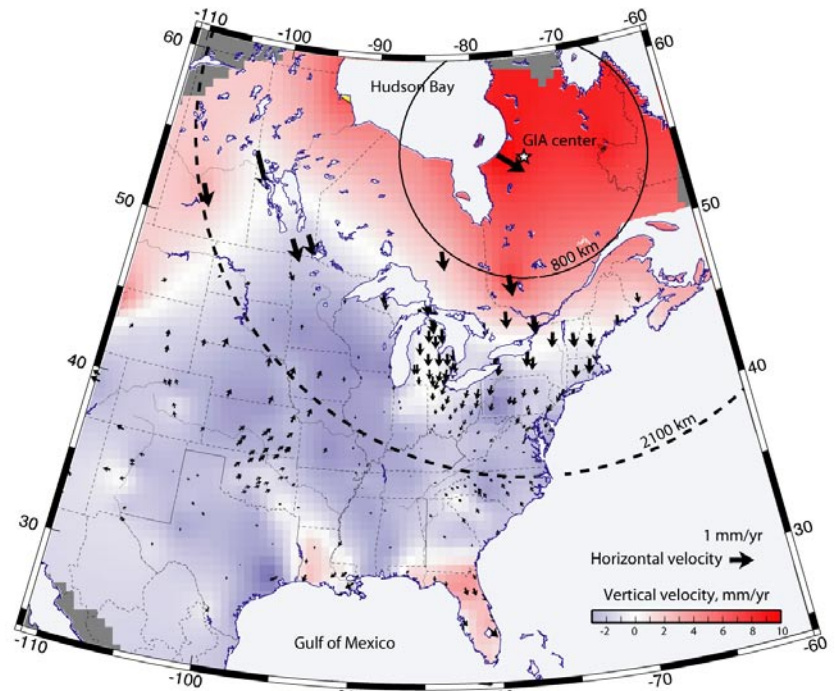 -110
-100
-90
-80
-70
-60
60
60
Hudson Bay
GIA center
50
50
800 km
40
40
2100 km
30
30
1 mm/yr
Horizontal velocity
Vertical velocity, mm/yr
-2 0 2 4 6 8 10
Gulf of Mexico
-110
-100
-70
-60